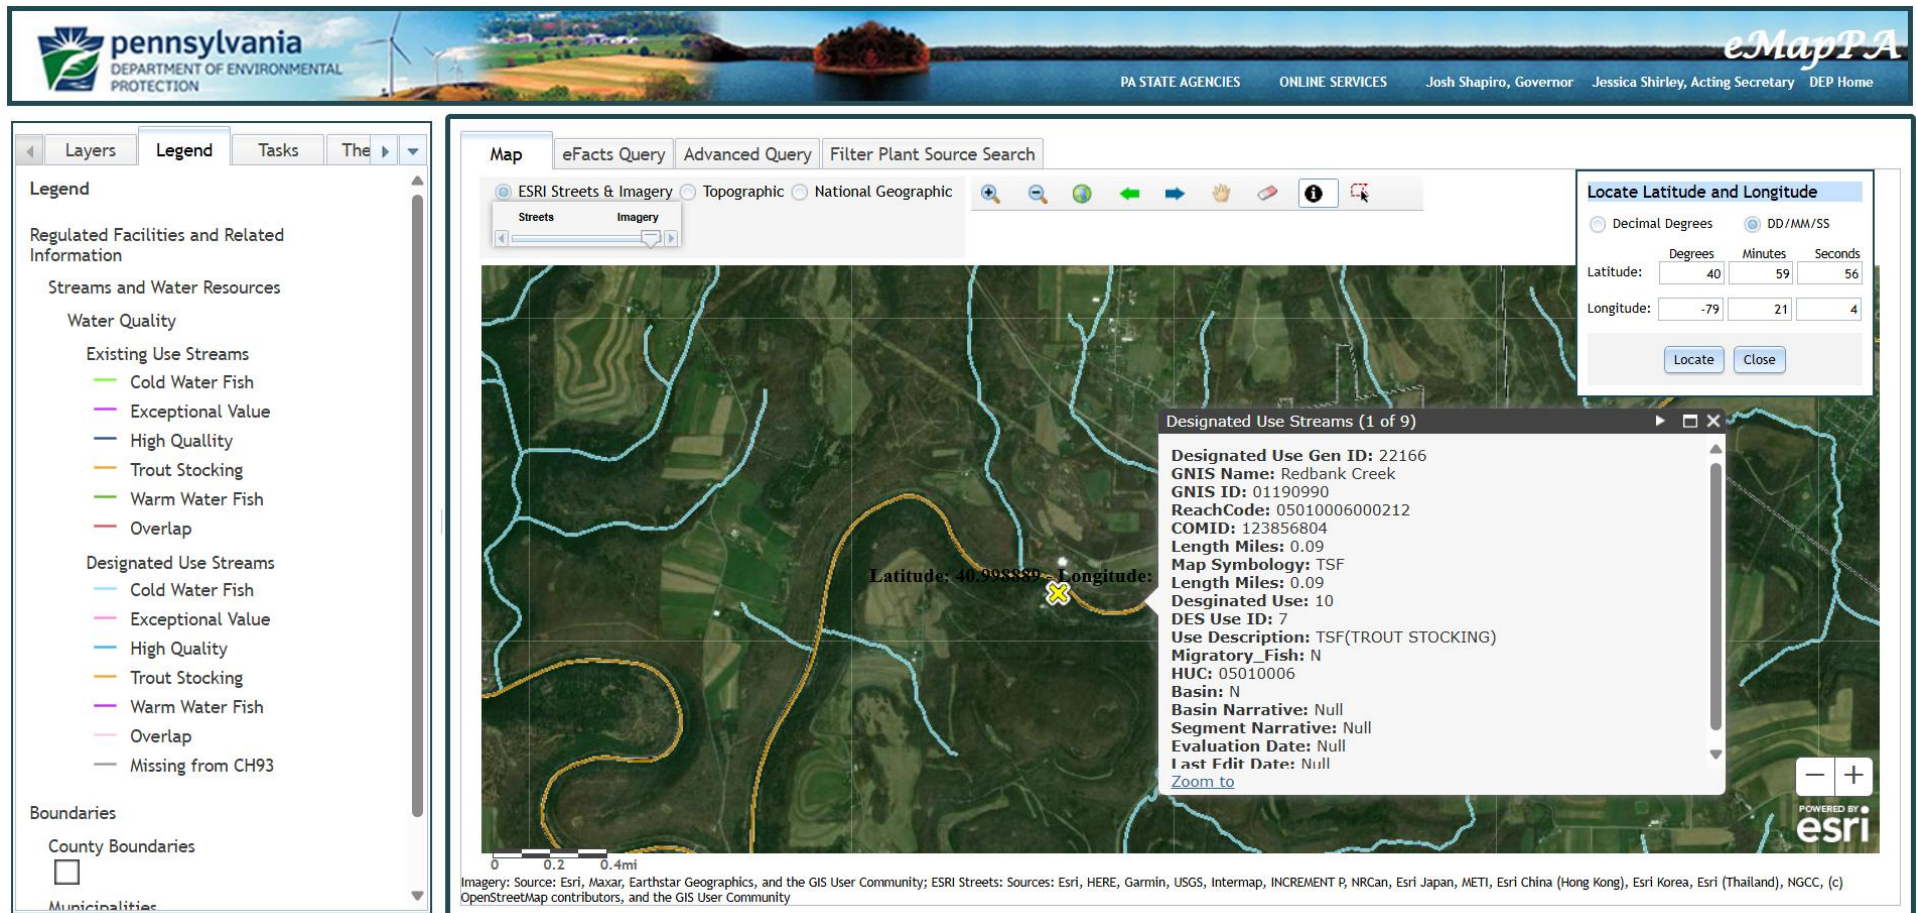 pennsylvania
DEPARTMENT OF ENVIRONMENTAL
PROTECTION
eMapPA
PA STATE AGENCIES ONLINE SERVICES Josh Shapiro, Governor Jessica Shirley, Acting Secretary DEP Home
Layers Legend Tasks The
Legend
Regulated Facilities and Related
Information
Streams and Water Resources
Water Quality
Existing Use Streams
Cold Water Fish
Exceptional Value
High Quallity
Trout Stocking
Warm Water Fish
Overlap
Designated Use Streams
Cold Water Fish
Exceptional Value
High Quality
Trout Stocking
Warm Water Fish
Overlap
Missing from CH93
Boundaries
County Boundaries
Municipalities
Map eFacts Query Advanced Query Filter Plant Source Search
ESRI Streets & Imagery Topographic National Geographic
Streets Imagery
Locate Latitude and Longitude
Decimal Degrees DD/MM/SS
Degrees Minutes Seconds
Latitude: 40 59 56
Longitude: -79 21 4
Locate Close
Latitude: 40.998889 - Longitude:
Designated Use Streams (1 of 9)
Designated Use Gen ID: 22166
GNIS Name: Redbank Creek
GNIS ID: 01190990
ReachCode: 05010006000212
COMID: 123856804
Length Miles: 0.09
Map Symbology: TSF
Length Miles: 0.09
Desginated Use: 10
DES Use ID: 7
Use Description: TSF(TROUT STOCKING)
Migratory_Fish: N
HUC: 05010006
Basin: N
Basin Narrative: Null
Segment Narrative: Null
Evaluation Date: Null
Last Edit Date: Null
Zoom to
POWERED BY
esri
0 0.2 0.4mi
Imagery: Source: Esri, Maxar, Earthstar Geographics, and the GIS User Community; ESRI Streets: Sources: Esri, HERE, Garmin, USGS, Intermap, INCREMENT P, NRCan, Esri Japan, METI, Esri China (Hong Kong), Esri Korea, Esri (Thailand), NGCC, (c)
OpenStreetMap contributors, and the GIS User Community